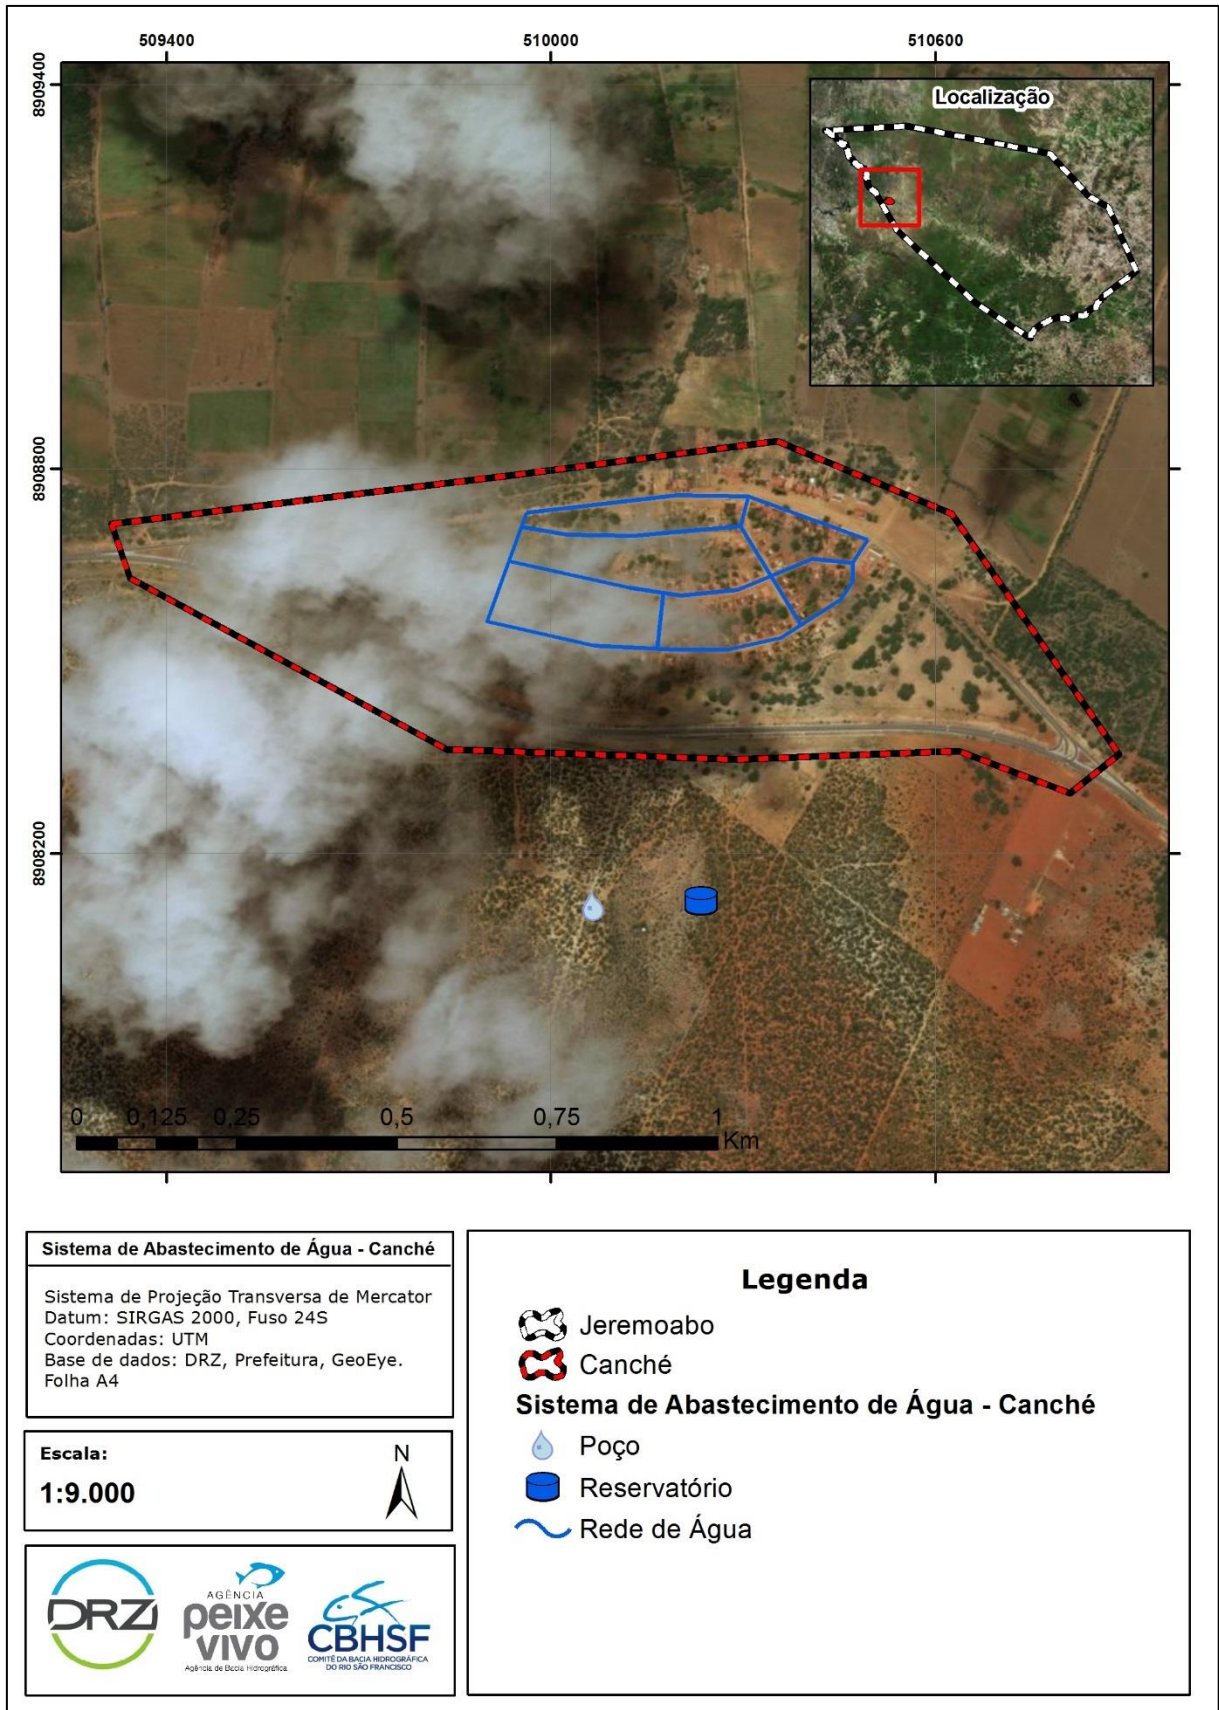 509400
510000
510600
8909400
Localização
8908800
8908200
0
0,125
0,25
0,5
0,75
1
Km
Sistema de Abastecimento de Água - Canché
Sistema de Projeção Transversa de Mercator
Datum: SIRGAS 2000, Fuso 24S
Coordenadas: UTM
Base de dados: DRZ, Prefeitura, GeoEye.
Folha A4
Escala:
1:9.000
N
DRZ
AGÊNCIA
peixe
vivo
Agência de Bacia Hidrográfica
CBHSF
COMITÊ DA BACIA HIDROGRÁFICA
DO RIO SÃO FRANCISCO
Legenda
Jeremoabo
Canché
Sistema de Abastecimento de Água - Canché
Poço
Reservatório
Rede de Água